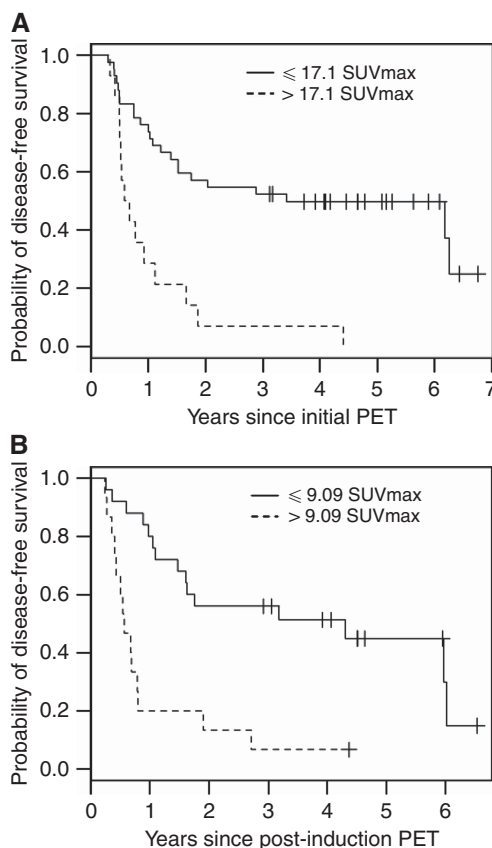 A
Probability of disease-free survival
1.0
0.8
0.6
0.4
0.2
0.0
⩽ 17.1 SUVmax
> 17.1 SUVmax
0 1 2 3 4 5 6 7
Years since initial PET
B
Probability of disease-free survival
1.0
0.8
0.6
0.4
0.2
0.0
⩽ 9.09 SUVmax
> 9.09 SUVmax
0 1 2 3 4 5 6
Years since post-induction PET